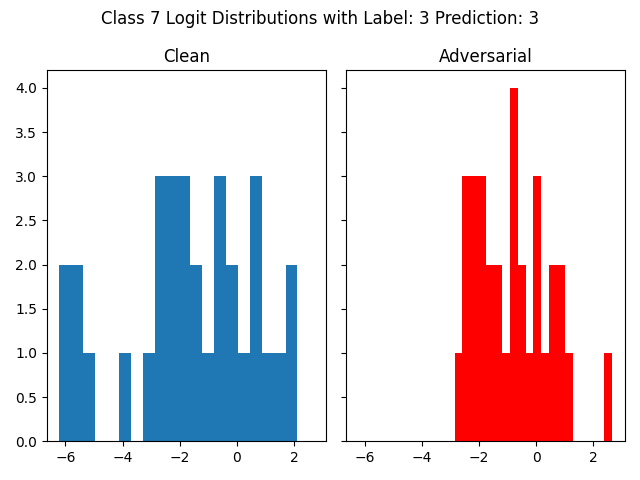 Class 7 Logit Distributions with Label: 3 Prediction: 3
Clean
Adversarial
4.0
3.5
3.0
2.5
2.0
1.5
1.0
0.5
0.0
−6 −4 −2 0 2
−6 −4 −2 0 2